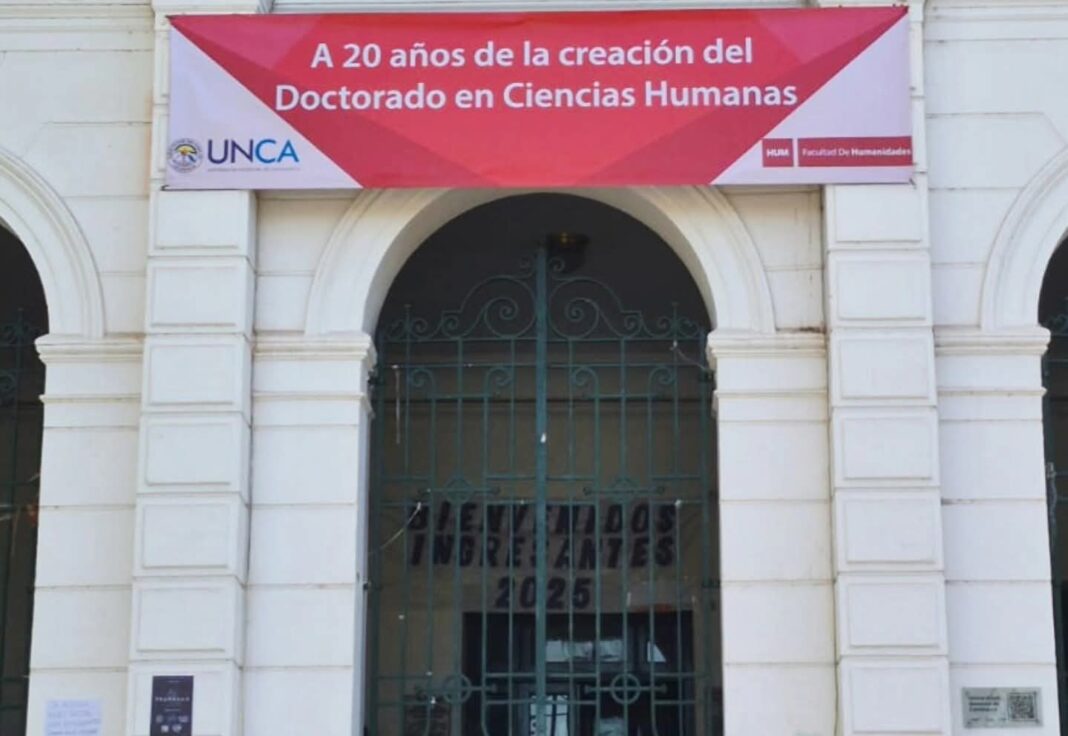 A 20 años de la creación del
Doctorado en Ciencias Humanas
UNCA
HUM Facultad De Humanidades
BIENVENIDOS
INGRESANTES
2025